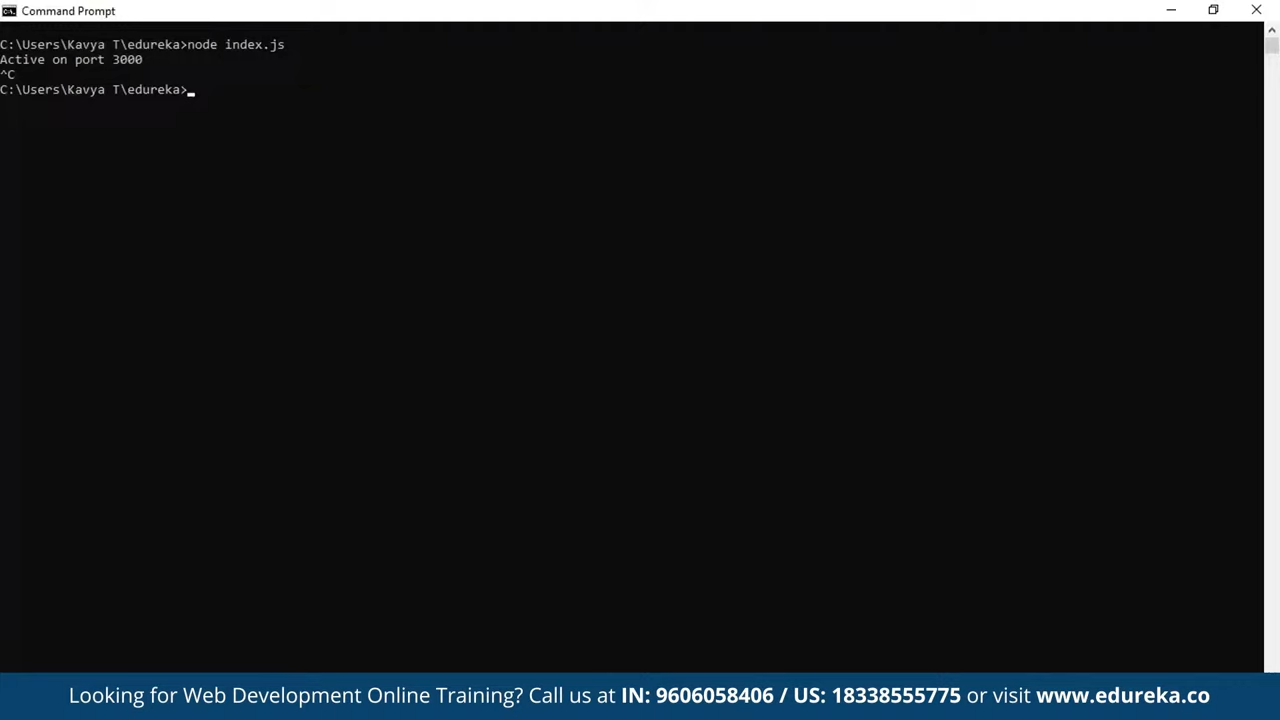 Command Prompt
C:\Users\Kavya T\edureka>node index.js
Active on port 3000
^C
C:\Users\Kavya T\edureka>
Looking for Web Development Online Training? Call us at IN: 9606058406 / US: 18338555775 or visit www.edureka.co